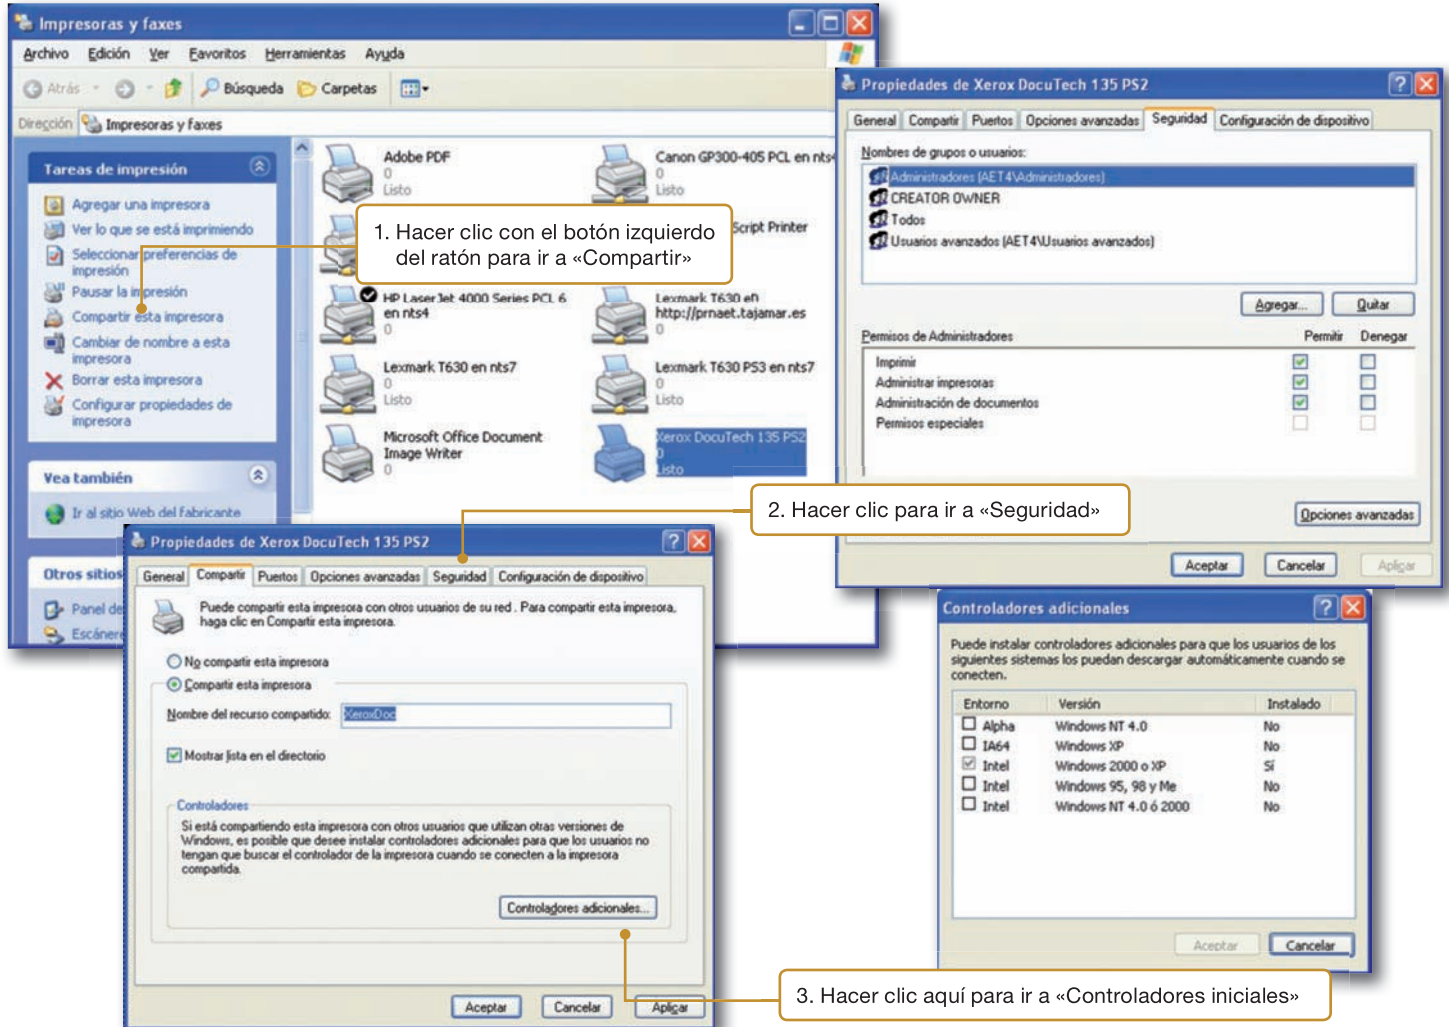 Impresoras y faxes
Archivo Edición Ver Favoritos Herramientas Ayuda
Atrás Búsqueda Carpetas
Dirección Impresoras y faxes
Tareas de impresión
Agregar una impresora
Ver lo que se está imprimiendo
Seleccionar preferencias de
impresión
Pausar la impresión
Compartir esta impresora
Cambiar de nombre a esta
impresora
Borrar esta impresora
Configurar propiedades de
impresora
Vea también
Ir al sitio Web del fabricante
Otros sitios
Panel de
Escáner
Adobe PDF
0
Listo
Canon GP300-405 PCL en nts4
0
Listo
Script Printer
HP LaserJet 4000 Series PCL 6
en nts4
0
Lexmark T630 en
http://prnaet.tajamar.es
0
Lexmark T630 en nts7
0
Listo
Lexmark T630 PS3 en nts7
0
Listo
Microsoft Office Document
Image Writer
0
Xerox DocuTech 135 PS2
0
Listo
1. Hacer clic con el botón izquierdo
del ratón para ir a «Compartir»
Propiedades de Xerox DocuTech 135 PS2
General Compartir Puertos Opciones avanzadas Seguridad Configuración de dispositivo
Nombres de grupos o usuarios:
Administradores (AET4\Administradores)
CREATOR OWNER
Todos
Usuarios avanzados (AET4\Usuarios avanzados)
Agregar... Quitar
Permisos de Administradores Permitir Denegar
Imprimir
Administrar impresoras
Administración de documentos
Permisos especiales
Opciones avanzadas
Aceptar Cancelar Aplicar
2. Hacer clic para ir a «Seguridad»
Propiedades de Xerox DocuTech 135 PS2
General Compartir Puertos Opciones avanzadas Seguridad Configuración de dispositivo
Puede compartir esta impresora con otros usuarios de su red . Para compartir esta impresora,
haga clic en Compartir esta impresora.
No compartir esta impresora
Compartir esta impresora
Nombre del recurso compartido: XeroxDoc
Mostrar lista en el directorio
Controladores
Si está compartiendo esta impresora con otros usuarios que utilizan otras versiones de
Windows, es posible que desee instalar controladores adicionales para que los usuarios no
tengan que buscar el controlador de la impresora cuando se conecten a la impresora
compartida.
Controladores adicionales...
Aceptar Cancelar Aplicar
Controladores adicionales
Puede instalar controladores adicionales para que los usuarios de los
siguientes sistemas los puedan descargar automáticamente cuando se
conecten.
Entorno Versión Instalado
Alpha Windows NT 4.0 No
IA64 Windows XP No
Intel Windows 2000 o XP Sí
Intel Windows 95, 98 y Me No
Intel Windows NT 4.0 ó 2000 No
Aceptar Cancelar
3. Hacer clic aquí para ir a «Controladores iniciales»